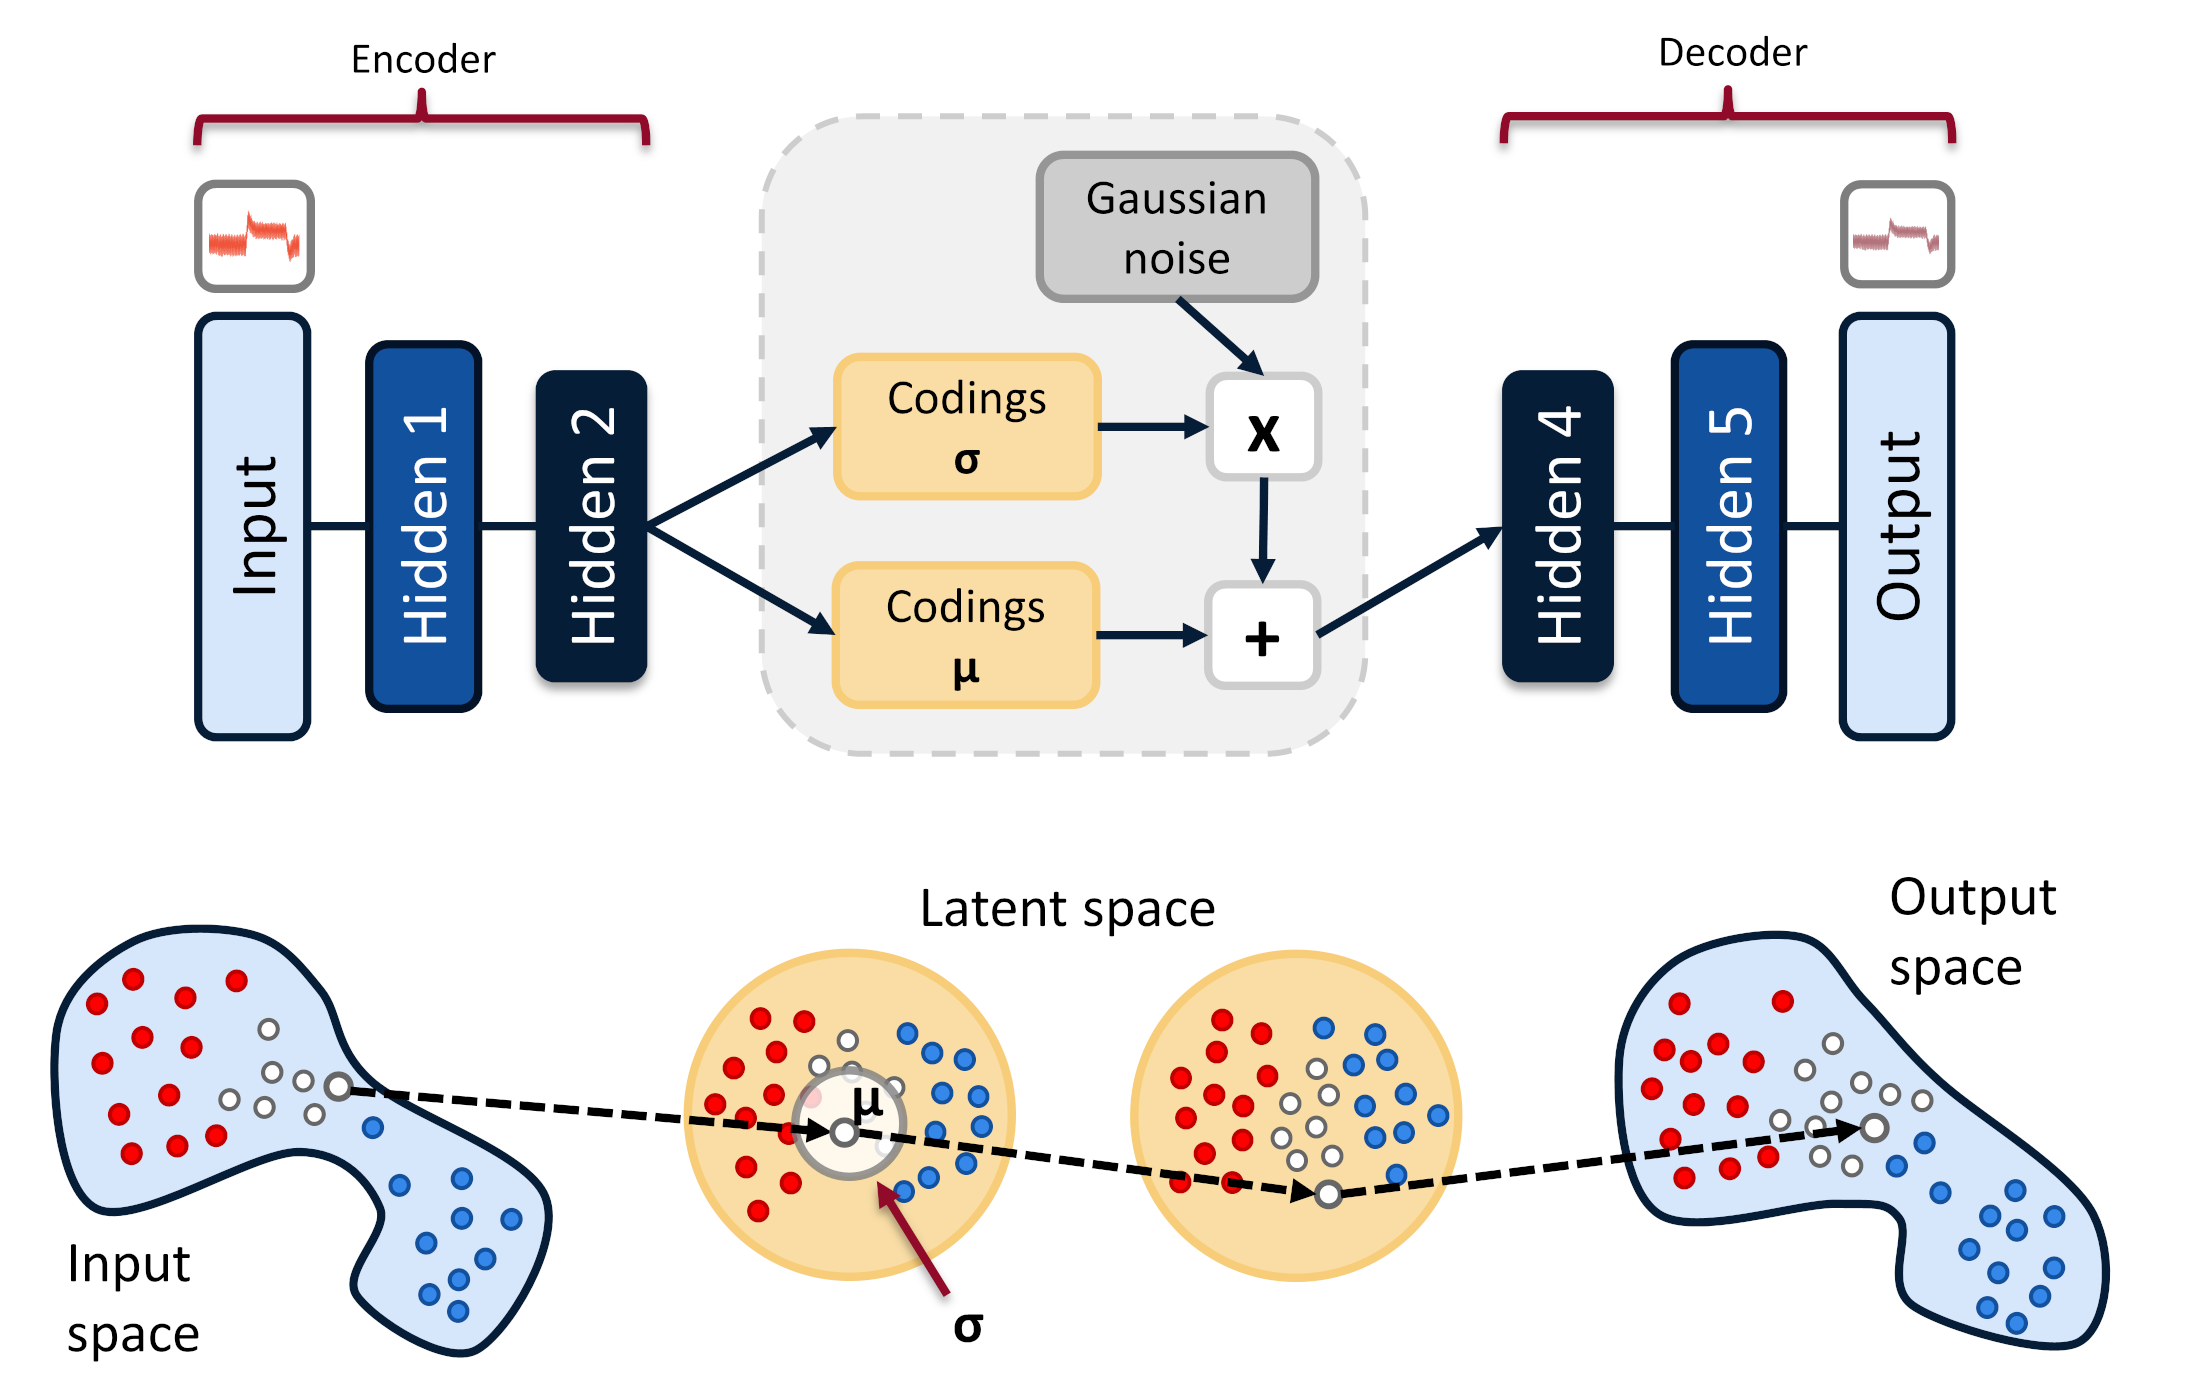 Encoder
Decoder
Gaussian
noise
Input
Hidden 1
Hidden 2
Codings
σ
x
Codings
μ
+
Hidden 4
Hidden 5
Output
Latent space
Output
space
μ
Input
space
σ